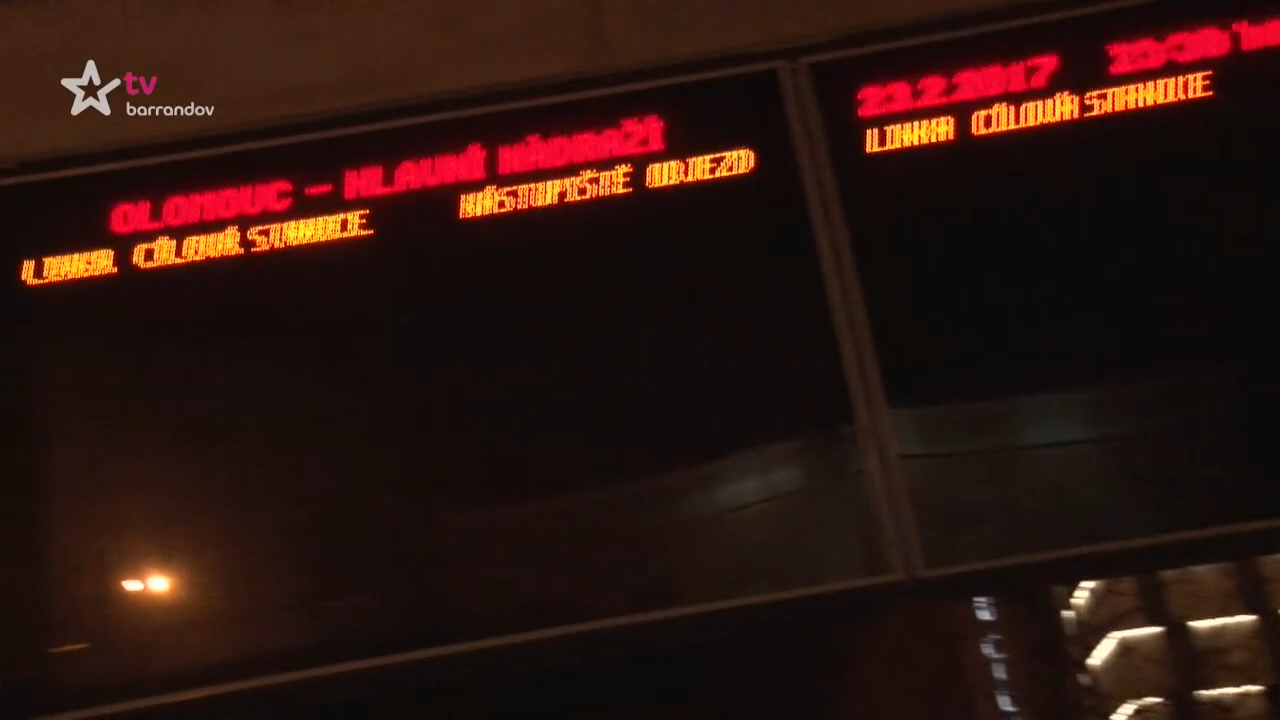 tv
barrandov
OLOMOUC - HLAVNÍ NÁDRAŽÍ
LINKA CÍLOVÁ STANICE NÁSTUPIŠTĚ ODJEZD
23.2.2017
LINKA CÍLOVÁ STANICE